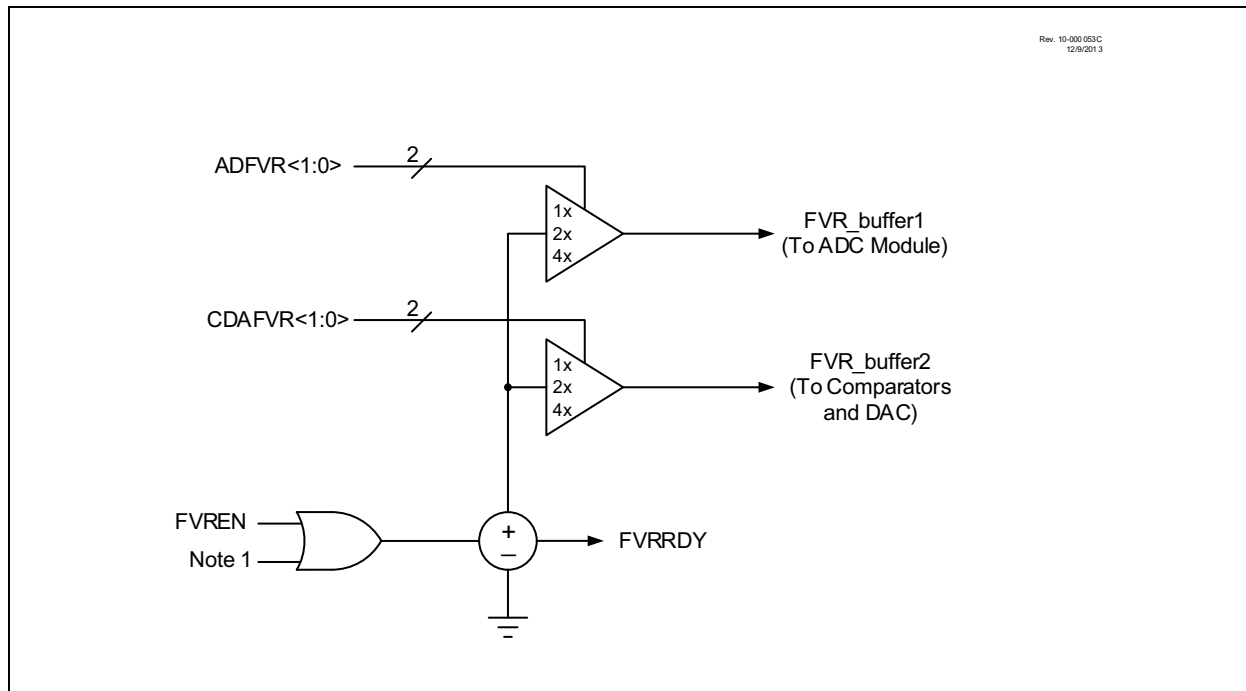 Rev. 10-000 053C
12/9/201 3
2
ADFVR<1:0>
1x
2x
4x
FVR_buffer1
(To ADC Module)
2
CDAFVR<1:0>
1x
2x
4x
FVR_buffer2
(To Comparators
and DAC)
FVREN
Note 1
+
_
FVRRDY